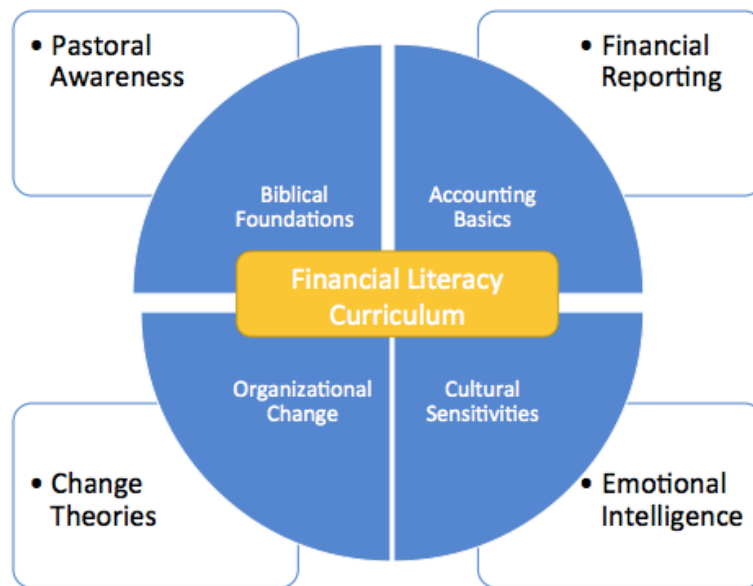 • Pastoral
Awareness
• Financial
Reporting
Biblical
Foundations
Accounting
Basics
Financial Literacy
Curriculum
Organizational
Change
Cultural
Sensitivities
• Change
Theories
• Emotional
Intelligence